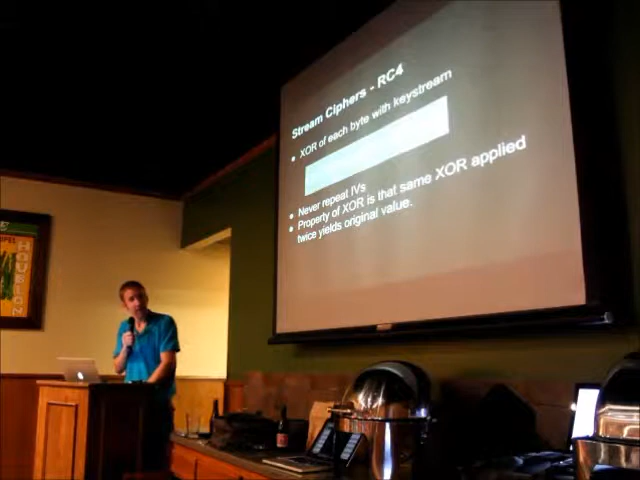 Stream Ciphers - RC4
• XOR of each byte with keystream
• Never repeat IVs
• Property of XOR is that same XOR applied
twice yields original value.
HOUBLON